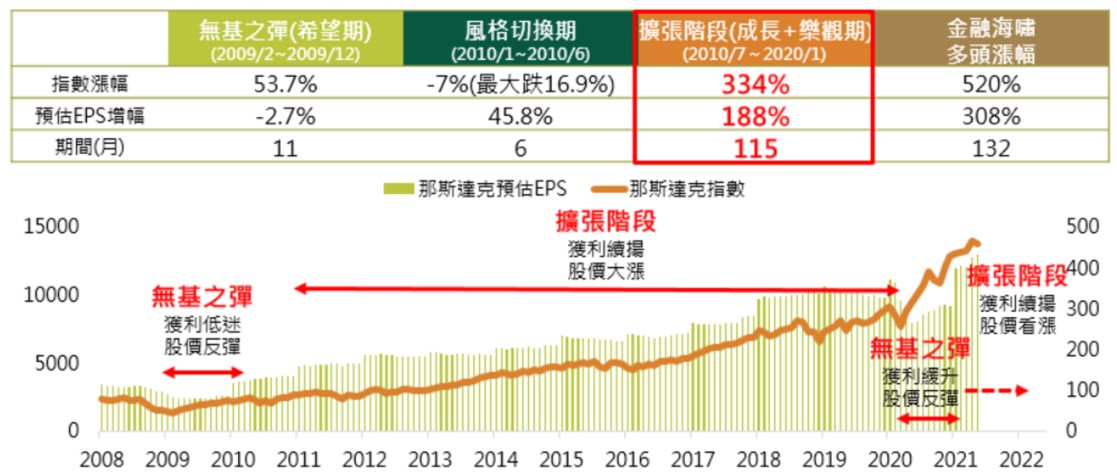 無基之彈(希望期) 風格切換期 擴張階段(成長+樂觀期) 金融海嘯
(2009/2~2009/12) (2010/1~2010/6) (2010/7~2020/1) 多頭漲幅
指數漲幅 53.7% -7%(最大跌16.9%) 334% 520%
預估EPS增幅 -2.7% 45.8% 188% 308%
期間(月) 11 6 115 132
那斯達克預估EPS 那斯達克指數
15000 500
擴張階段
獲利續揚
股價大漲
10000 400
擴張階段
獲利續揚
股價看漲
無基之彈
獲利低迷
股價反彈
300
5000 200
無基之彈
獲利緩升
股價反彈
100
0 0
2008 2009 2010 2011 2012 2013 2014 2015 2016 2017 2018 2019 2020 2021 2022